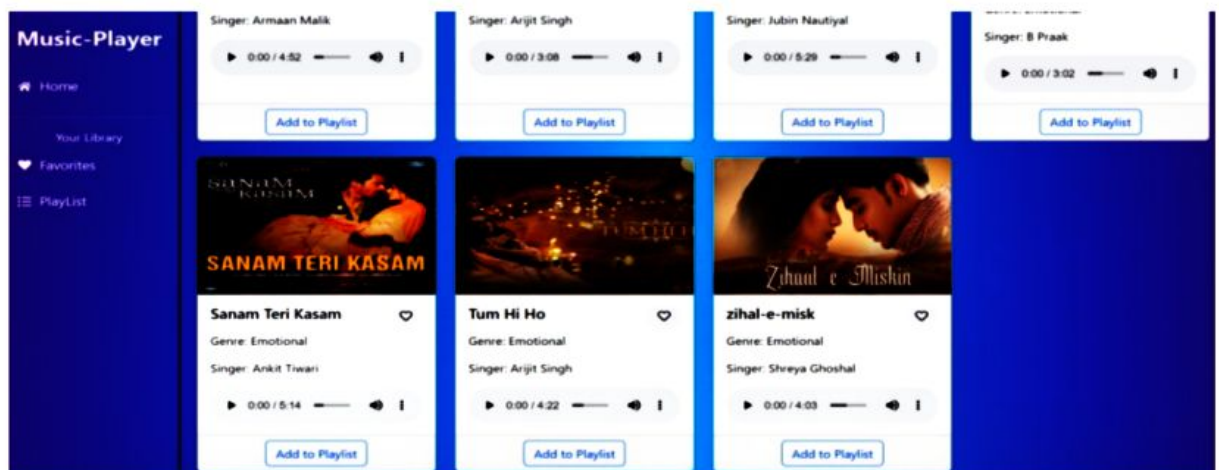 Music-Player
Home
Your Library
Favorites
PlayList
Singer: Armaan Malik
0:00 / 4:52
Add to Playlist
Singer: Arijit Singh
0:00 / 3:08
Add to Playlist
Singer: Jubin Nautiyal
0:00 / 5:29
Add to Playlist
Singer: B Praak
0:00 / 3:02
Add to Playlist
SANAM
KASAM
SANAM TERI KASAM
Sanam Teri Kasam
Genre: Emotional
Singer: Ankit Tiwari
0:00 / 5:14
Add to Playlist
TUM HI HO
Tum Hi Ho
Genre: Emotional
Singer: Arijit Singh
0:00 / 4:22
Add to Playlist
Zihaal e Miskin
zihal-e-misk
Genre: Emotional
Singer: Shreya Ghoshal
0:00 / 4:03
Add to Playlist